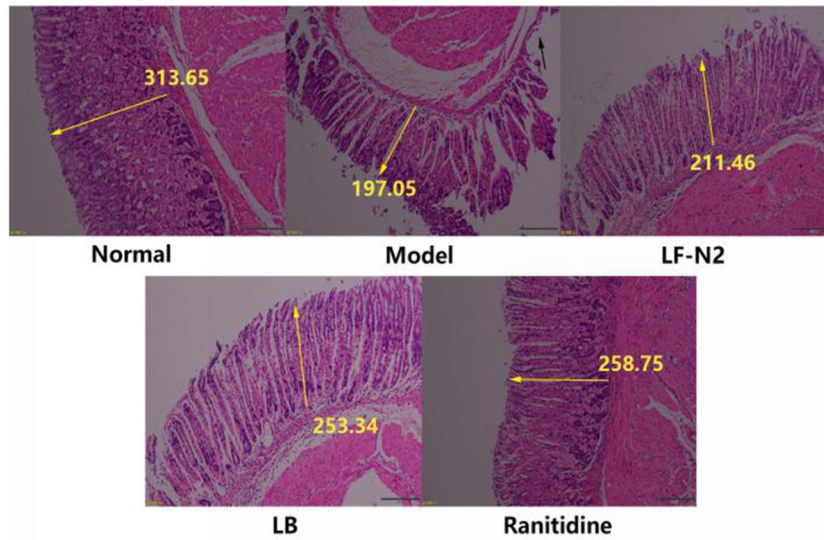 313.65
197.05
211.46
Normal
Model
LF-N2
253.34
258.75
LB
Ranitidine